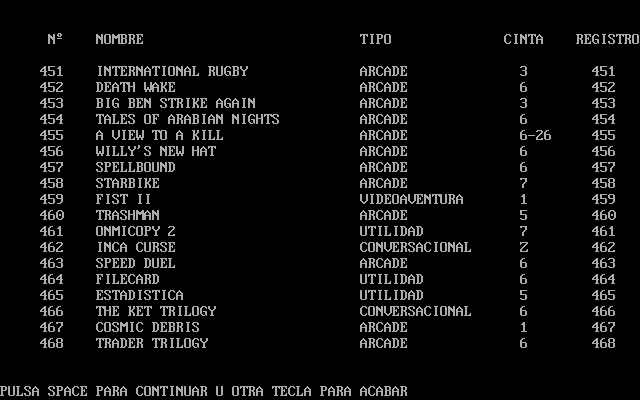 Nº NOMBRE TIPO CINTA REGISTRO
451 INTERNATIONAL RUGBY ARCADE 3 451
452 DEATH WAKE ARCADE 6 452
453 BIG BEN STRIKE AGAIN ARCADE 3 453
454 TALES OF ARABIAN NIGHTS ARCADE 6 454
455 A VIEW TO A KILL ARCADE 6-26 455
456 WILLY'S NEW HAT ARCADE 6 456
457 SPELLBOUND ARCADE 6 457
458 STARBIKE ARCADE 7 458
459 FIST II VIDEOAVENTURA 1 459
460 TRASHMAN ARCADE 5 460
461 ONMICOPY 2 UTILIDAD 7 461
462 INCA CURSE CONVERSACIONAL Z 462
463 SPEED DUEL ARCADE 6 463
464 FILECARD UTILIDAD 6 464
465 ESTADISTICA UTILIDAD 5 465
466 THE KET TRILOGY CONVERSACIONAL 6 466
467 COSMIC DEBRIS ARCADE 1 467
468 TRADER TRILOGY ARCADE 6 468
PULSA SPACE PARA CONTINUAR U OTRA TECLA PARA ACABAR